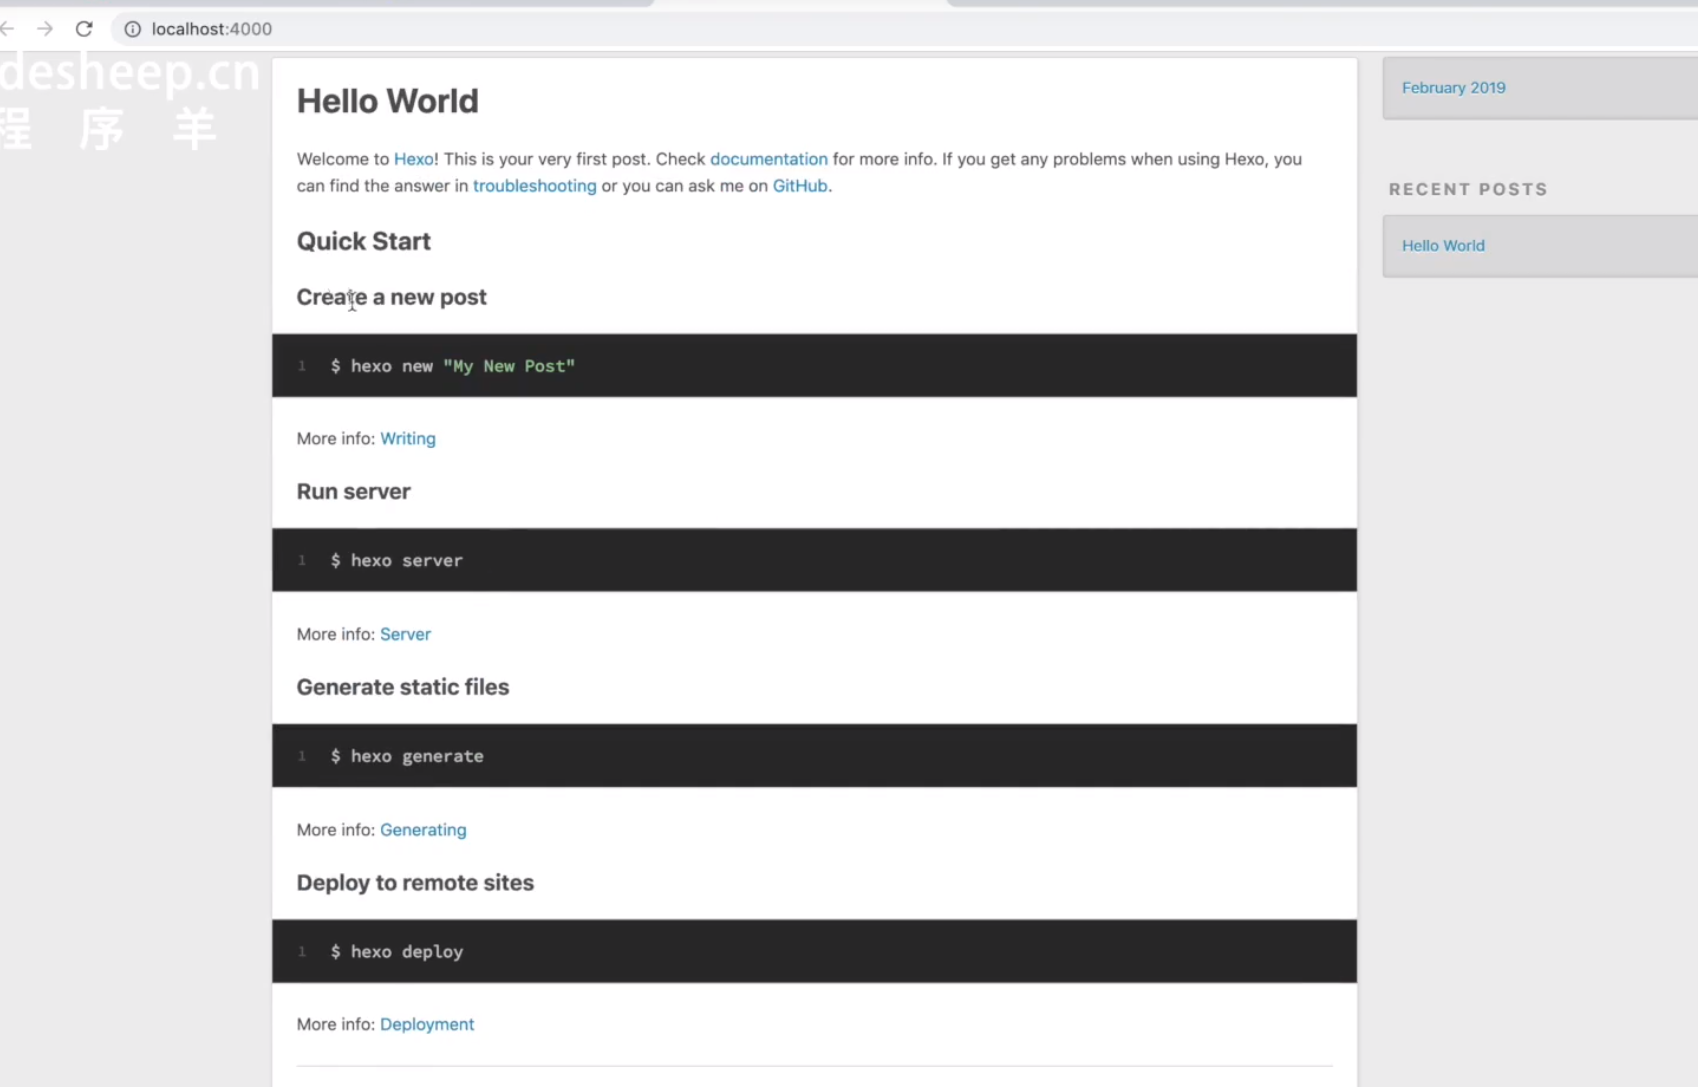 localhost:4000
desheep.cn
程序羊
Hello World
Welcome to Hexo! This is your very first post. Check documentation for more info. If you get any problems when using Hexo, you
can find the answer in troubleshooting or you can ask me on GitHub.
Quick Start
Create a new post
1 $ hexo new "My New Post"
More info: Writing
Run server
1 $ hexo server
More info: Server
Generate static files
1 $ hexo generate
More info: Generating
Deploy to remote sites
1 $ hexo deploy
More info: Deployment
February 2019
RECENT POSTS
Hello World